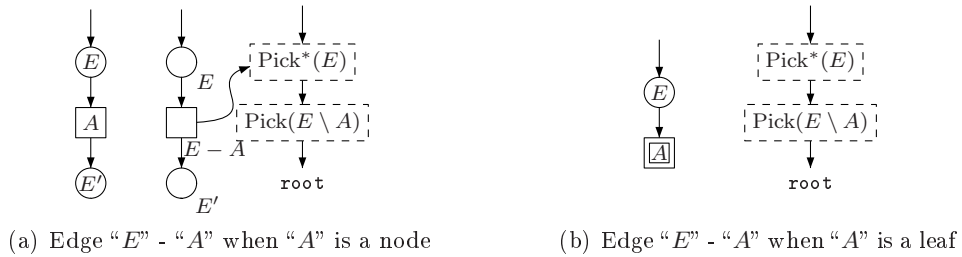 E
A
E′
E
E − A
E′
Pick*(E)
Pick(E \ A)
root
(a) Edge “E” - “A” when “A” is a node
E
A
Pick*(E)
Pick(E \ A)
root
(b) Edge “E” - “A” when “A” is a leaf